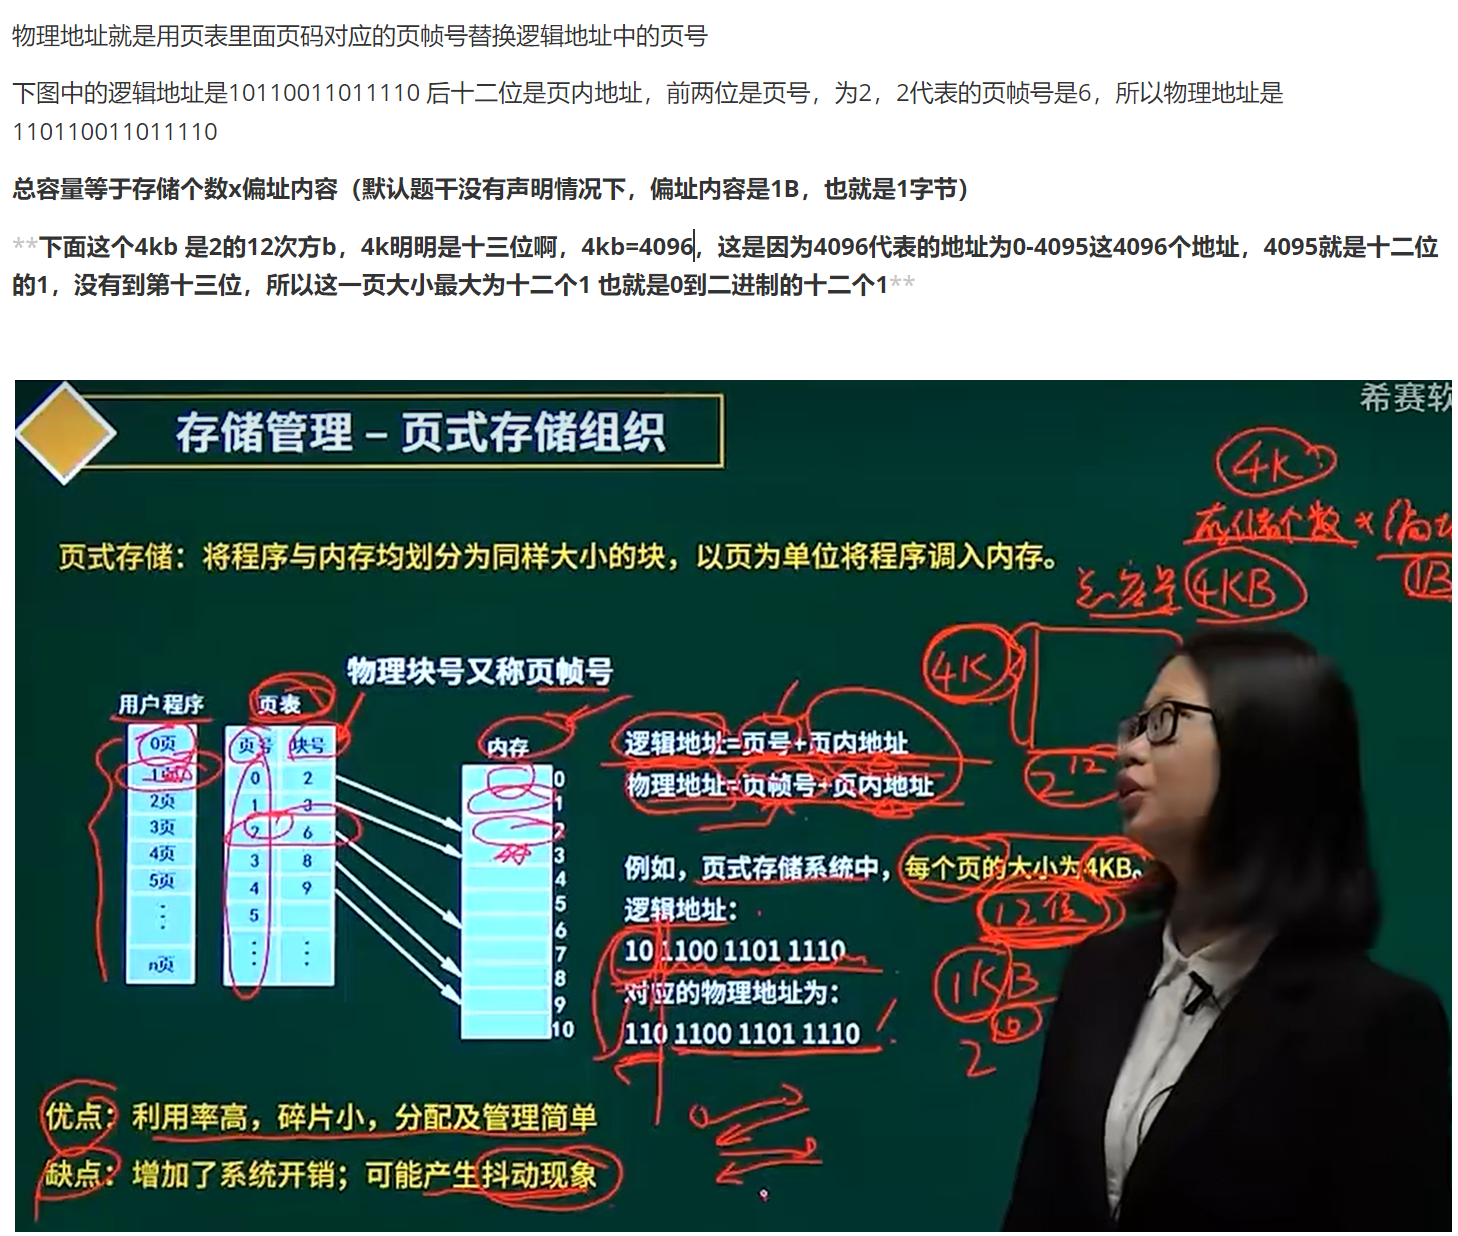 物理地址就是用页表里面页码对应的页帧号替换逻辑地址中的页号
下图中的逻辑地址是10110011011110 后十二位是页内地址，前两位是页号，为2，2代表的页帧号是6，所以物理地址是
110110011011110
总容量等于存储个数x偏址内容（默认题干没有声明情况下，偏址内容是1B，也就是1字节）
**下面这个4kb 是2的12次方b，4k明明是十三位啊，4kb=4096，这是因为4096代表的地址为0-4095这4096个地址，4095就是十二位
的1，没有到第十三位，所以这一页大小最大为十二个1 也就是0到二进制的十二个1**
希赛软
存储管理 – 页式存储组织
4K
存储个数 × 偏址
1B
页式存储：将程序与内存均划分为同样大小的块，以页为单位将程序调入内存。
总容量 4KB
4K
物理块号又称页帧号
用户程序
0页
1页
2页
3页
4页
5页
⋮
n页
页表
页号 块号
0 2
1 3
2 6
3 8
4 9
5
⋮ ⋮
内存
0
1
2
3
4
5
6
7
8
9
10
逻辑地址=页号+页内地址
物理地址=页帧号+页内地址
2^12
例如，页式存储系统中，每个页的大小为4KB。
逻辑地址：
12位
10 1100 1101 1110
1KB
对应的物理地址为：
110 1100 1101 1110
2^10
优点：利用率高，碎片小，分配及管理简单
缺点：增加了系统开销；可能产生抖动现象